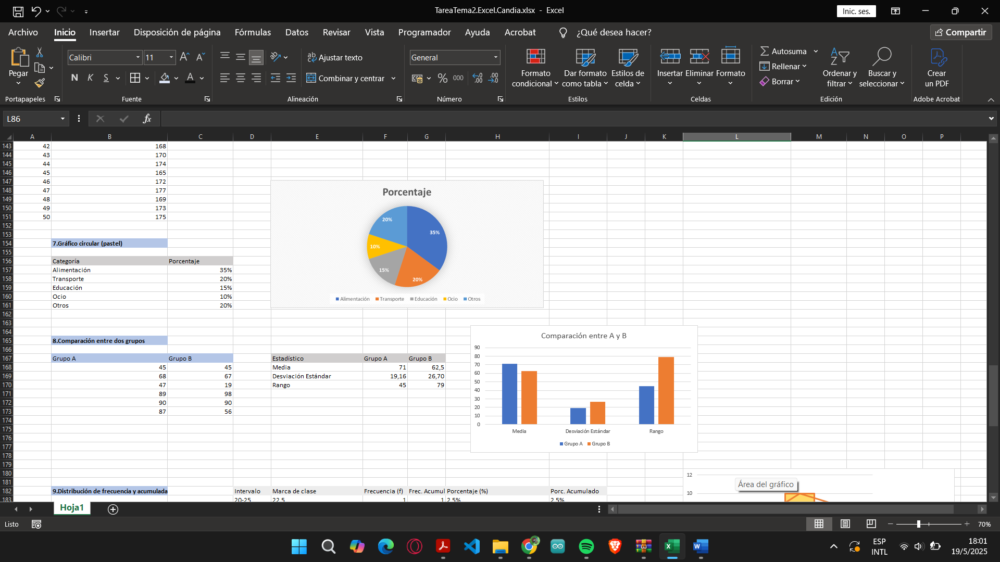 TareaTema2.Excel.Candia.xlsx - Excel
Inic. ses.
Archivo Inicio Insertar Disposición de página Fórmulas Datos Revisar Vista Programador Ayuda Acrobat ¿Qué desea hacer? Compartir
Pegar
Portapapeles
Calibri 11
N K S
Fuente
Ajustar texto
Combinar y centrar
Alineación
General
% 000
Número
Formato condicional
Dar formato como tabla
Estilos de celda
Estilos
Insertar Eliminar Formato
Celdas
Autosuma
Rellenar
Borrar
Ordenar y filtrar
Buscar y seleccionar
Edición
Crear un PDF
Adobe Acrobat
L86 fx
A B C D E F G H I J K L M N O P
143 42 168
144 43 170
145 44 174
146 45 165
147 46 172
148 47 177
149 48 169
150 49 173
151 50 175
152
153
154 7.Gráfico circular (pastel)
155
156 Categoría Porcentaje
157 Alimentación 35%
158 Transporte 20%
159 Educación 15%
160 Ocio 10%
161 Otros 20%
162
163
164
165 8.Comparación entre dos grupos
166
167 Grupo A Grupo B Estadístico Grupo A Grupo B
168 45 45 Media 71 62,5
169 68 67 Desviación Estándar 19,16 26,70
170 47 19 Rango 45 79
171 89 98
172 90 90
173 87 56
174
175
176
177
178
179
180
181
182 9.Distribución de frecuencia y acumulada Intervalo Marca de clase Frecuencia (f) Frec. Acumul Porcentaje (%) Porc. Acumulado
183 20-25 22,5 1 1 2,5% 2,5%
Porcentaje
35%
20%
15%
10%
20%
Alimentación Transporte Educación Ocio Otros
Comparación entre A y B
90
80
70
60
50
40
30
20
10
0
Media Desviación Estándar Rango
Grupo A Grupo B
12
Área del gráfico
10
Hoja1
Listo
70%
ESP
INTL
18:01
19/5/2025